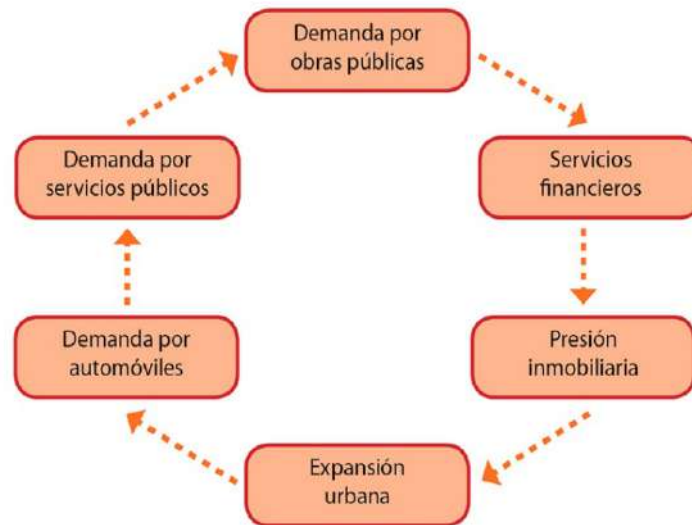 Demanda por
obras públicas
Servicios
financieros
Presión
inmobiliaria
Expansión
urbana
Demanda por
automóviles
Demanda por
servicios públicos